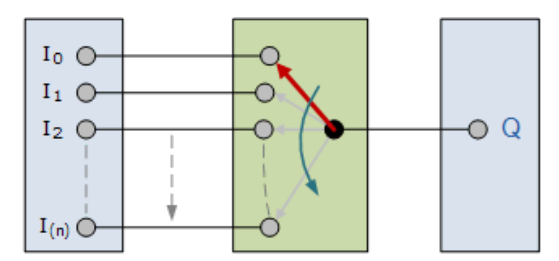 I₀
I₁
I₂ Q
I₍ₙ₎